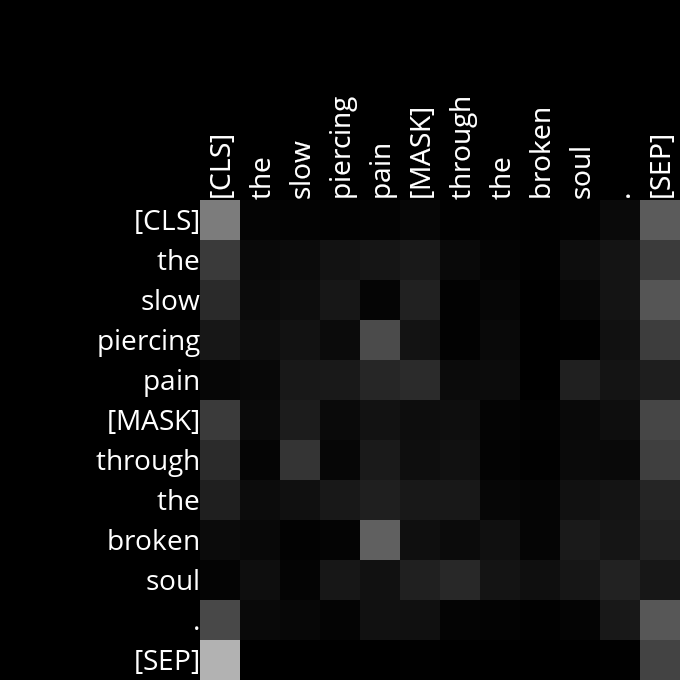 [CLS] the slow piercing pain [MASK] through the broken soul . [SEP]
[CLS]
the
slow
piercing
pain
[MASK]
through
the
broken
soul
.
[SEP]